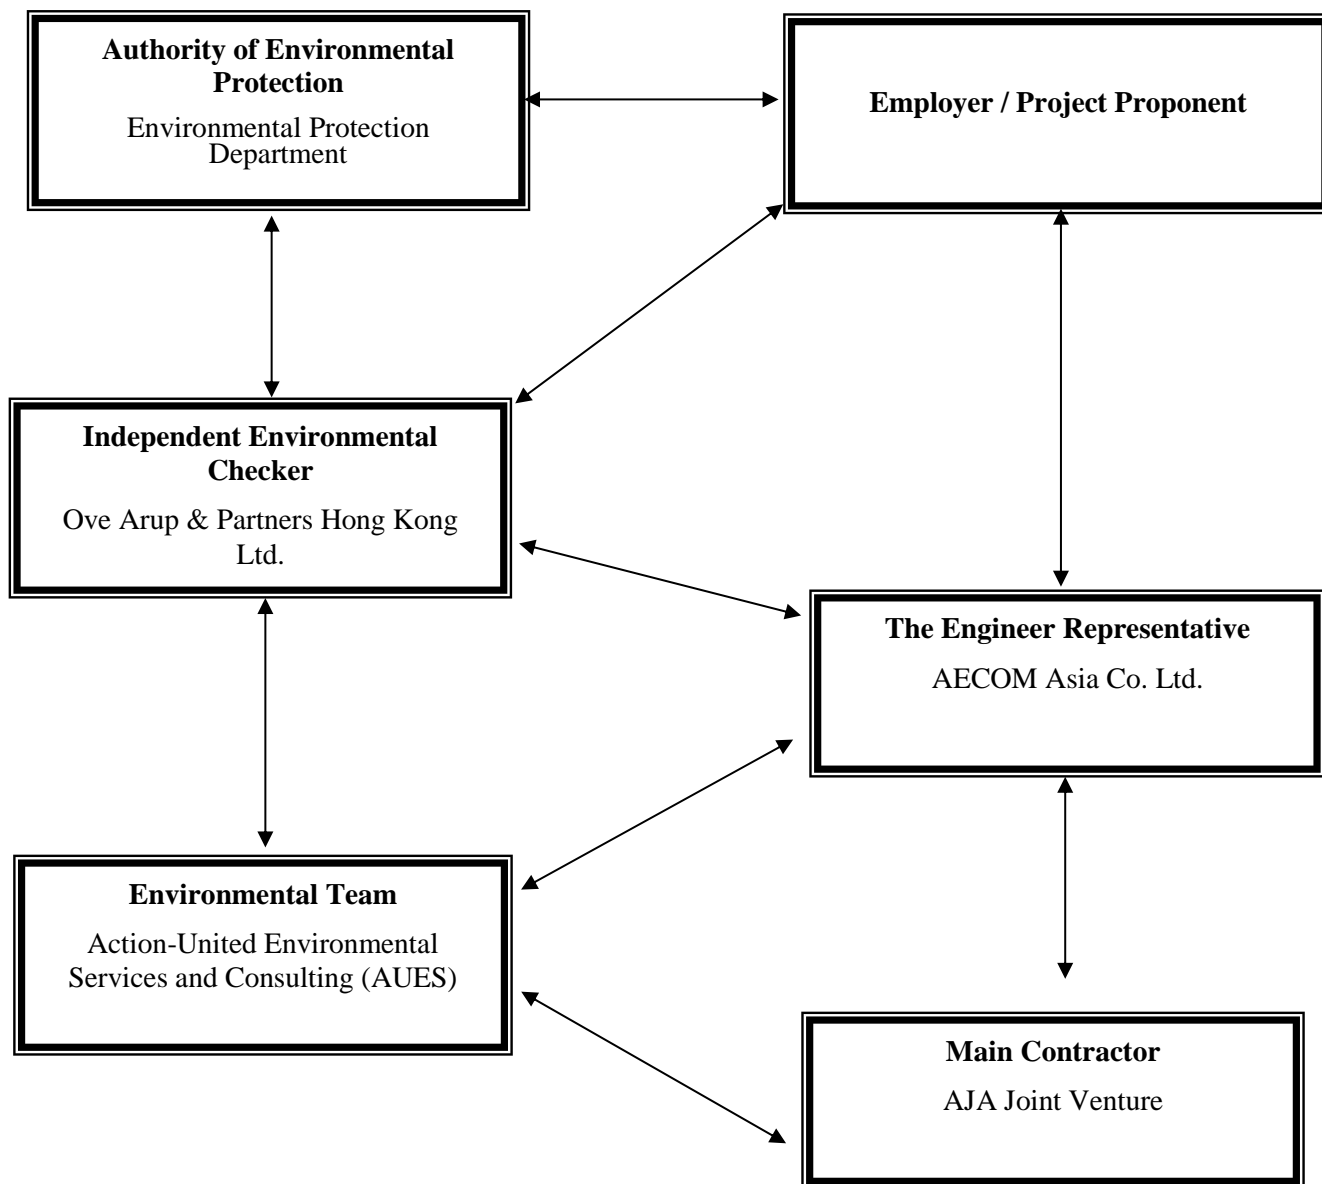 Authority of Environmental
Protection
Environmental Protection
Department
Employer / Project Proponent
Independent Environmental
Checker
Ove Arup & Partners Hong Kong
Ltd.
The Engineer Representative
AECOM Asia Co. Ltd.
Environmental Team
Action-United Environmental
Services and Consulting (AUES)
Main Contractor
AJA Joint Venture